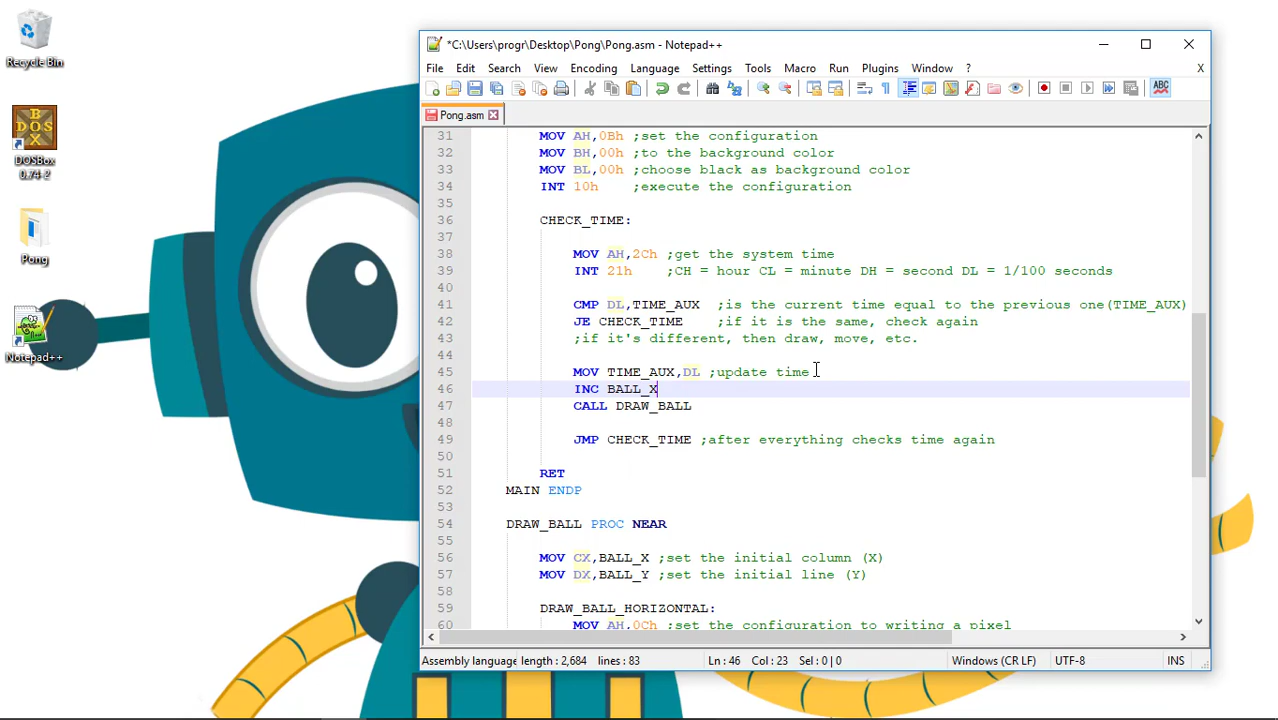 Recycle Bin
DOS
BOX
DOSBox
0.74-2
Pong
Notepad++
*C:\Users\progr\Desktop\Pong\Pong.asm - Notepad++
File Edit Search View Encoding Language Settings Tools Macro Run Plugins Window ? X
ABC
Pong.asm
31 MOV AH,0Bh ;set the configuration
32 MOV BH,00h ;to the background color
33 MOV BL,00h ;choose black as background color
34 INT 10h ;execute the configuration
35
36 CHECK_TIME:
37
38 MOV AH,2Ch ;get the system time
39 INT 21h ;CH = hour CL = minute DH = second DL = 1/100 seconds
40
41 CMP DL,TIME_AUX ;is the current time equal to the previous one(TIME_AUX)
42 JE CHECK_TIME ;if it is the same, check again
43 ;if it's different, then draw, move, etc.
44
45 MOV TIME_AUX,DL ;update time
46 INC BALL_X
47 CALL DRAW_BALL
48
49 JMP CHECK_TIME ;after everything checks time again
50
51 RET
52 MAIN ENDP
53
54 DRAW_BALL PROC NEAR
55
56 MOV CX,BALL_X ;set the initial column (X)
57 MOV DX,BALL_Y ;set the initial line (Y)
58
59 DRAW_BALL_HORIZONTAL:
60 MOV AH,0Ch ;set the configuration to writing a pixel
Assembly language length : 2,684 lines : 83 Ln : 46 Col : 23 Sel : 0 | 0 Windows (CR LF) UTF-8 INS